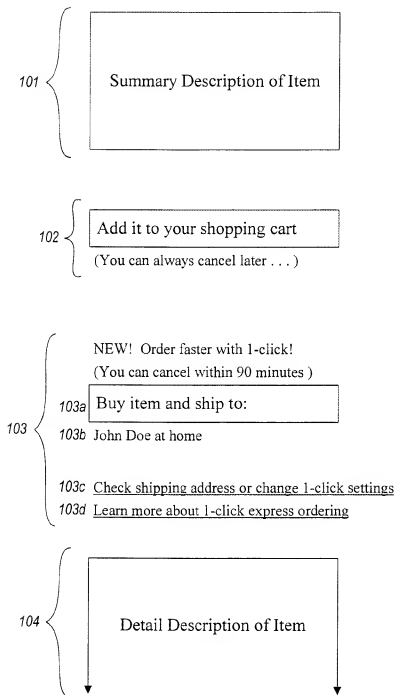 101
Summary Description of Item
102
Add it to your shopping cart
(You can always cancel later . . . )
NEW! Order faster with 1-click!
(You can cancel within 90 minutes )
103a Buy item and ship to:
103
103b John Doe at home
103c Check shipping address or change 1-click settings
103d Learn more about 1-click express ordering
104
Detail Description of Item